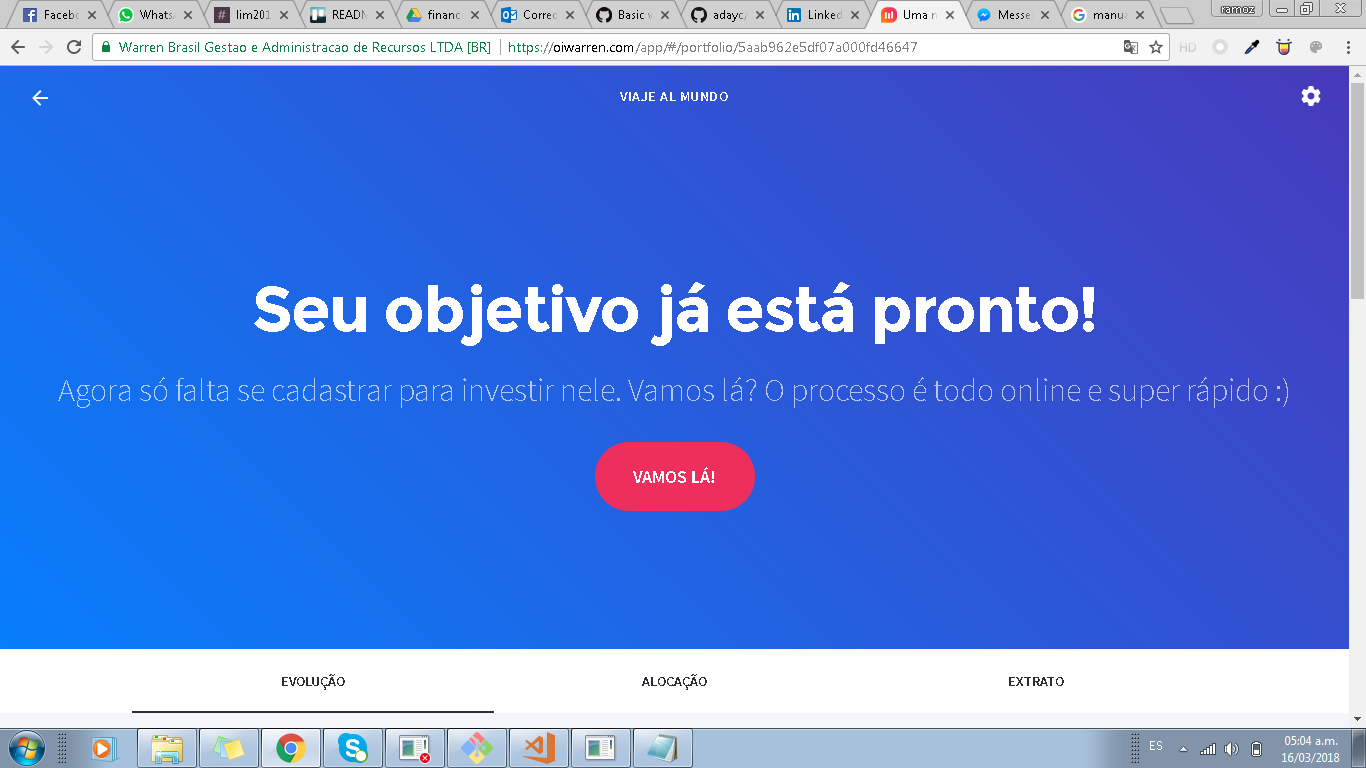 Faceb
Whats
lim201
READM
financ
Correo
Basic v
adayc/
Linked
Uma n
Messe
manua
ramoz
Warren Brasil Gestao e Administracao de Recursos LTDA [BR]
https://oiwarren.com/app/#/portfolio/5aab962e5df07a000fd46647
HD
VIAJE AL MUNDO
Seu objetivo já está pronto!
Agora só falta se cadastrar para investir nele. Vamos lá? O processo é todo online e super rápido :)
VAMOS LÁ!
EVOLUÇÃO
ALOCAÇÃO
EXTRATO
ES
05:04 a.m.
16/03/2018